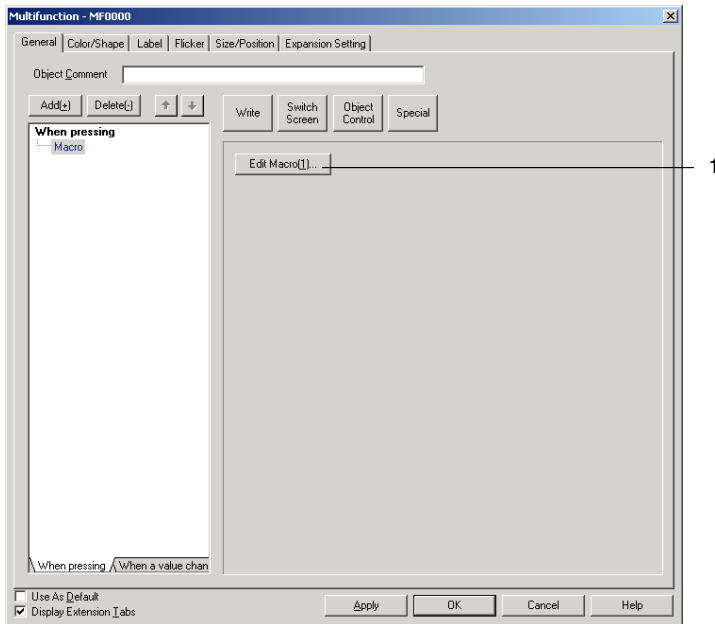 Multifunction - MF0000
General Color/Shape Label Flicker Size/Position Expansion Setting
Object Comment
Add(+) Delete(-)
Write Switch Screen Object Control Special
When pressing
Macro
Edit Macro(1)... 1
When pressing When a value chan
Use As Default
Display Extension Tabs
Apply OK Cancel Help